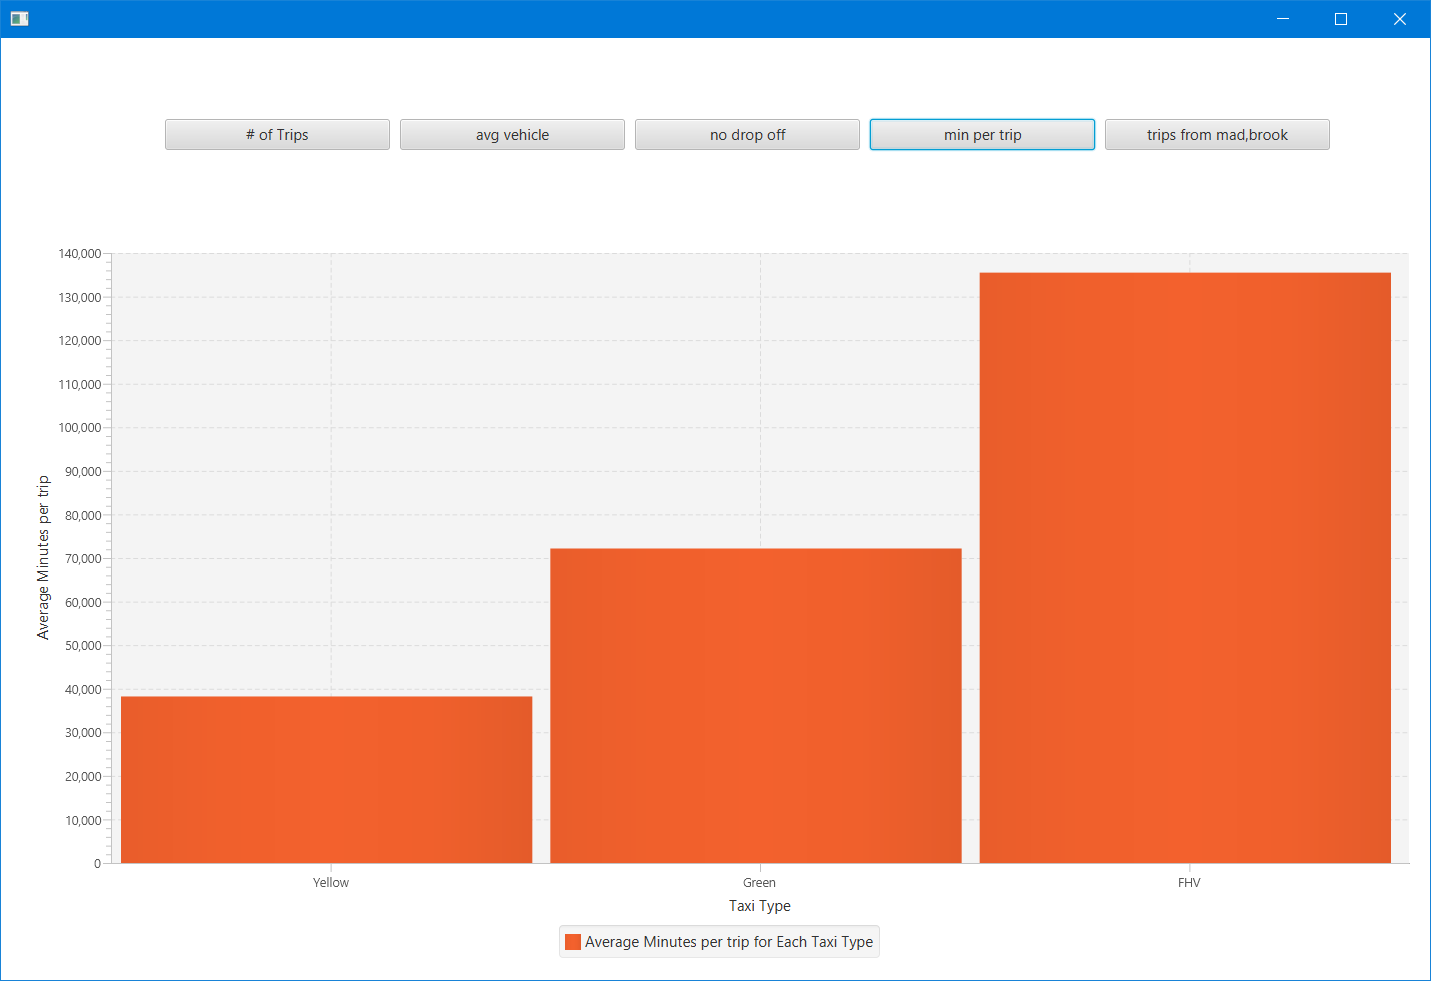 # of Trips
avg vehicle
no drop off
min per trip
trips from mad,brook
140,000
130,000
120,000
110,000
100,000
90,000
80,000
70,000
60,000
50,000
40,000
30,000
20,000
10,000
0
Average Minutes per trip
Yellow
Green
FHV
Taxi Type
Average Minutes per trip for Each Taxi Type